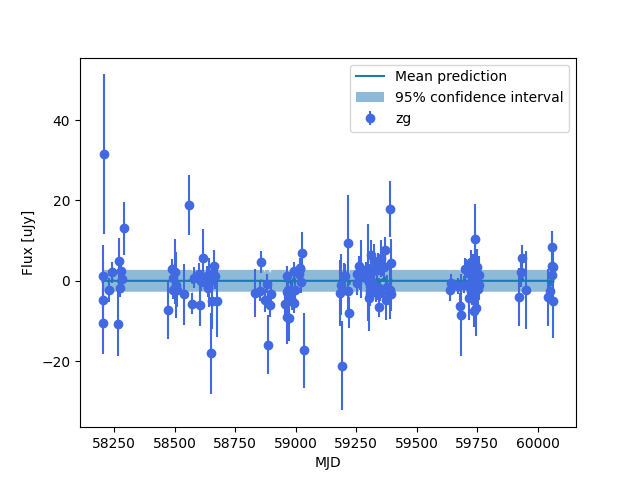 Mean prediction
95% confidence interval
zg
40
20
0
−20
Flux [uJy]
58250 58500 58750 59000 59250 59500 59750 60000
MJD